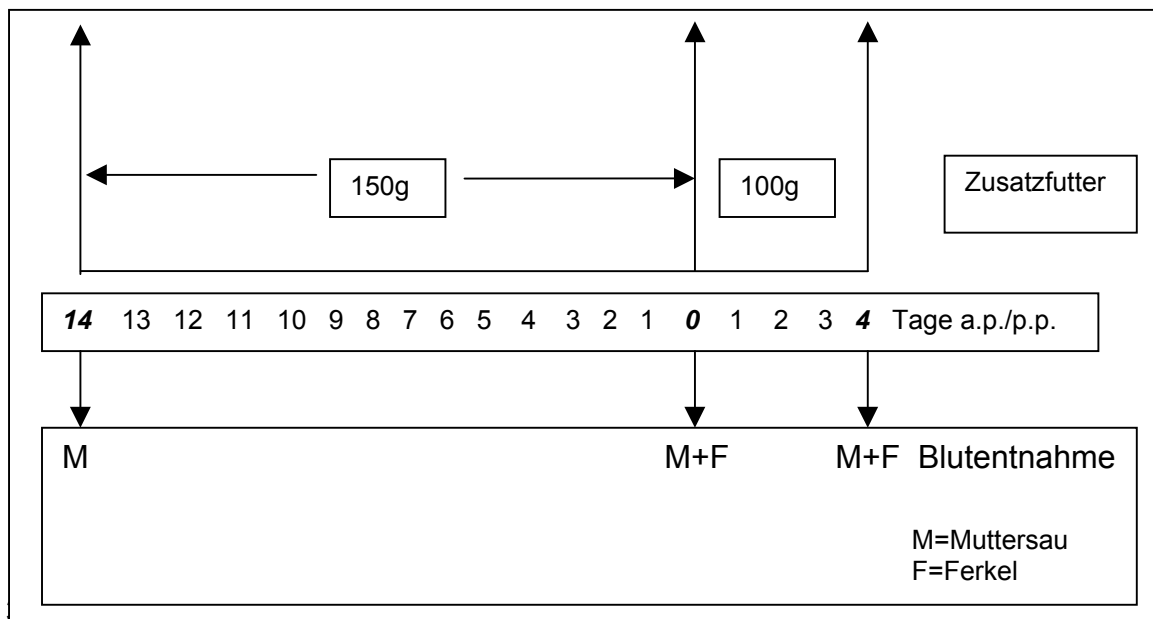 150g
100g
Zusatzfutter
14 13 12 11 10 9 8 7 6 5 4 3 2 1 0 1 2 3 4 Tage a.p./p.p.
M M+F M+F Blutentnahme
M=Muttersau
F=Ferkel